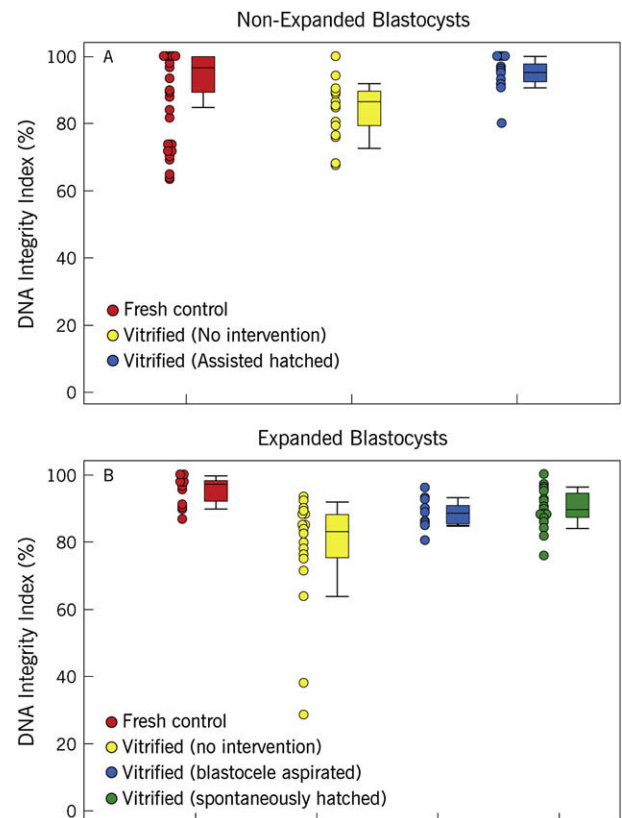 Non-Expanded Blastocysts
A
DNA Integrity Index (%)
100
80
60
40
20
0
Fresh control
Vitrified (No intervention)
Vitrified (Assisted hatched)
Expanded Blastocysts
B
DNA Integrity Index (%)
100
80
60
40
20
0
Fresh control
Vitrified (no intervention)
Vitrified (blastocele aspirated)
Vitrified (spontaneously hatched)